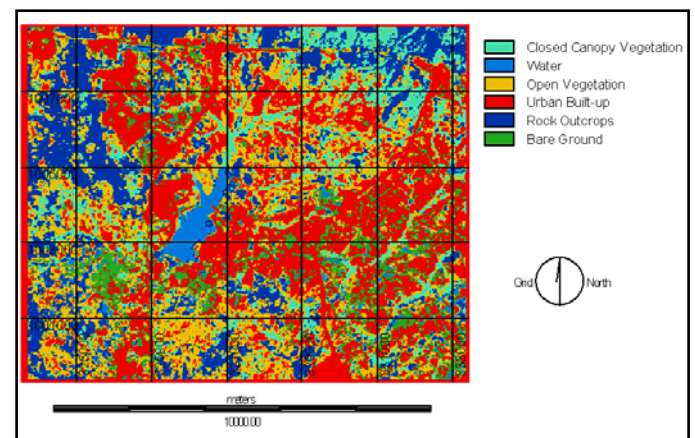 Closed Canopy Vegetation
Water
Open Vegetation
Urban Built-up
Rock Outcrops
Bare Ground
Grid North
meters
10000.00